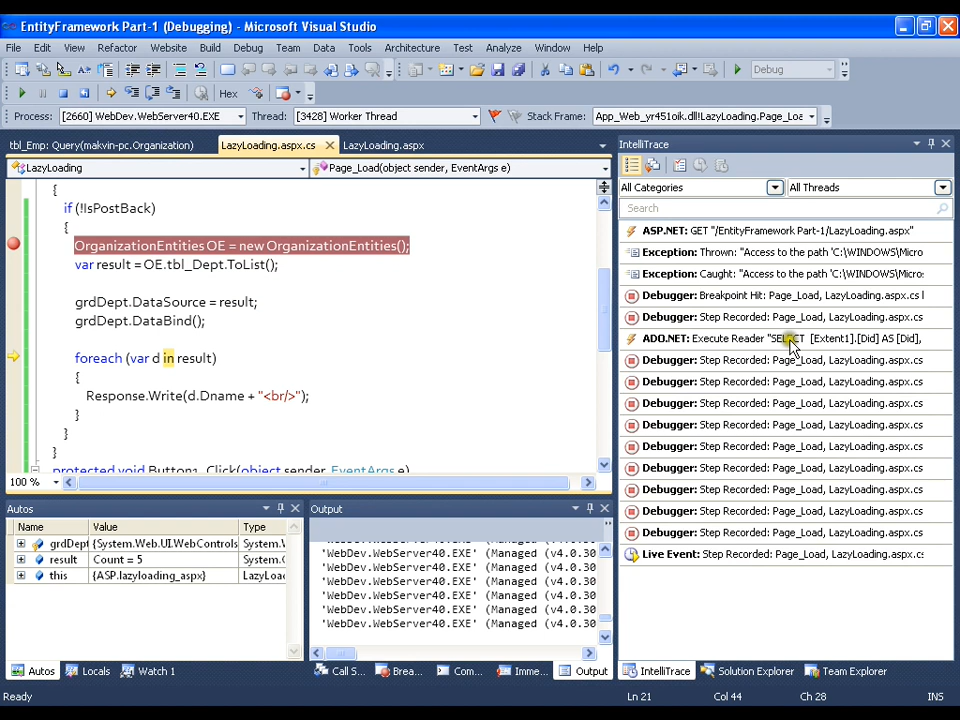 EntityFramework Part-1 (Debugging) - Microsoft Visual Studio
File Edit View Refactor Website Build Debug Team Data Tools Architecture Test Analyze Window Help
Debug
Hex
Process: [2660] WebDev.WebServer40.EXE Thread: [3428] Worker Thread Stack Frame: App_Web_yr451oik.dll!LazyLoading.Page_Loa
tbl_Emp: Query(makvin-pc.Organization) LazyLoading.aspx.cs LazyLoading.aspx
LazyLoading Page_Load(object sender, EventArgs e)
{
if (!IsPostBack)
{
OrganizationEntities OE = new OrganizationEntities();
var result = OE.tbl_Dept.ToList();
grdDept.DataSource = result;
grdDept.DataBind();
foreach (var d in result)
{
Response.Write(d.Dname + "<br/>");
}
}
}
protected void Button1_Click(object sender, EventArgs e)
100 %
IntelliTrace
All Categories All Threads
Search
ASP.NET: GET "/EntityFramework Part-1/LazyLoading.aspx"
Exception: Thrown: "Access to the path 'C:\WINDOWS\Micro
Exception: Caught: "Access to the path 'C:\WINDOWS\Micro
Debugger: Breakpoint Hit: Page_Load, LazyLoading.aspx.cs l
Debugger: Step Recorded: Page_Load, LazyLoading.aspx.cs
ADO.NET: Execute Reader "SELECT [Extent1].[Did] AS [Did],
Debugger: Step Recorded: Page_Load, LazyLoading.aspx.cs
Debugger: Step Recorded: Page_Load, LazyLoading.aspx.cs
Debugger: Step Recorded: Page_Load, LazyLoading.aspx.cs
Debugger: Step Recorded: Page_Load, LazyLoading.aspx.cs
Debugger: Step Recorded: Page_Load, LazyLoading.aspx.cs
Debugger: Step Recorded: Page_Load, LazyLoading.aspx.cs
Debugger: Step Recorded: Page_Load, LazyLoading.aspx.cs
Debugger: Step Recorded: Page_Load, LazyLoading.aspx.cs
Debugger: Step Recorded: Page_Load, LazyLoading.aspx.cs
Live Event: Step Recorded: Page_Load, LazyLoading.aspx.cs
Autos
Name Value Type
grdDept {System.Web.UI.WebControls System.W
result Count = 5 System.C
this {ASP.lazyloading_aspx} LazyLoad
Output
'WebDev.WebServer40.EXE' (Managed (v4.0.30
'WebDev.WebServer40.EXE' (Managed (v4.0.30
'WebDev.WebServer40.EXE' (Managed (v4.0.30
'WebDev.WebServer40.EXE' (Managed (v4.0.30
'WebDev.WebServer40.EXE' (Managed (v4.0.30
'WebDev.WebServer40.EXE' (Managed (v4.0.30
Autos Locals Watch 1 Call S... Brea... Com... Imme... Output IntelliTrace Solution Explorer Team Explorer
Ready Ln 21 Col 44 Ch 28 INS